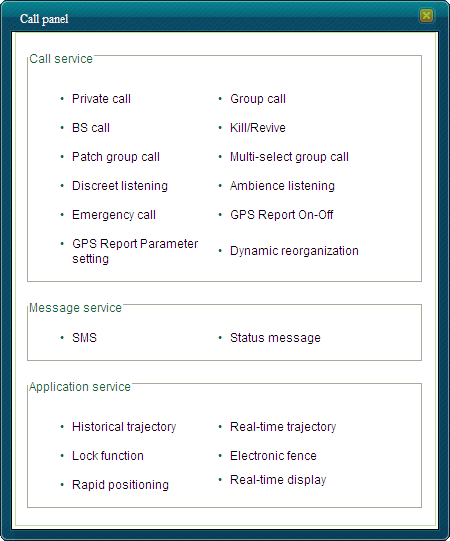 Call panel
Call service
• Private call
• Group call
• BS call
• Kill/Revive
• Patch group call
• Multi-select group call
• Discreet listening
• Ambience listening
• Emergency call
• GPS Report On-Off
• GPS Report Parameter
setting
• Dynamic reorganization
Message service
• SMS
• Status message
Application service
• Historical trajectory
• Real-time trajectory
• Lock function
• Electronic fence
• Rapid positioning
• Real-time display